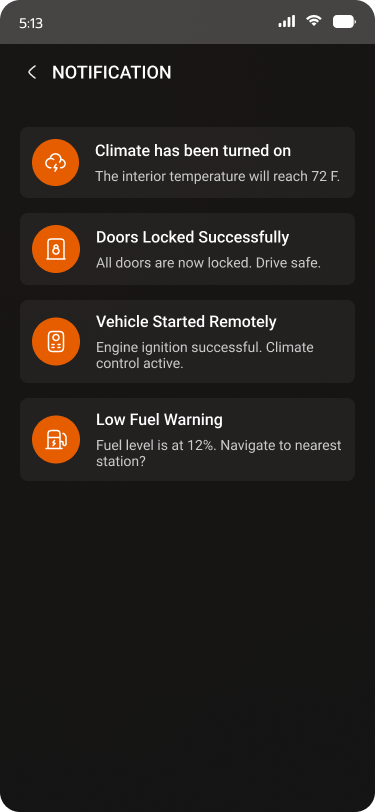 5:13
NOTIFICATION
Climate has been turned on
The interior temperature will reach 72 F.
Doors Locked Successfully
All doors are now locked. Drive safe.
Vehicle Started Remotely
Engine ignition successful. Climate
control active.
Low Fuel Warning
Fuel level is at 12%. Navigate to nearest
station?